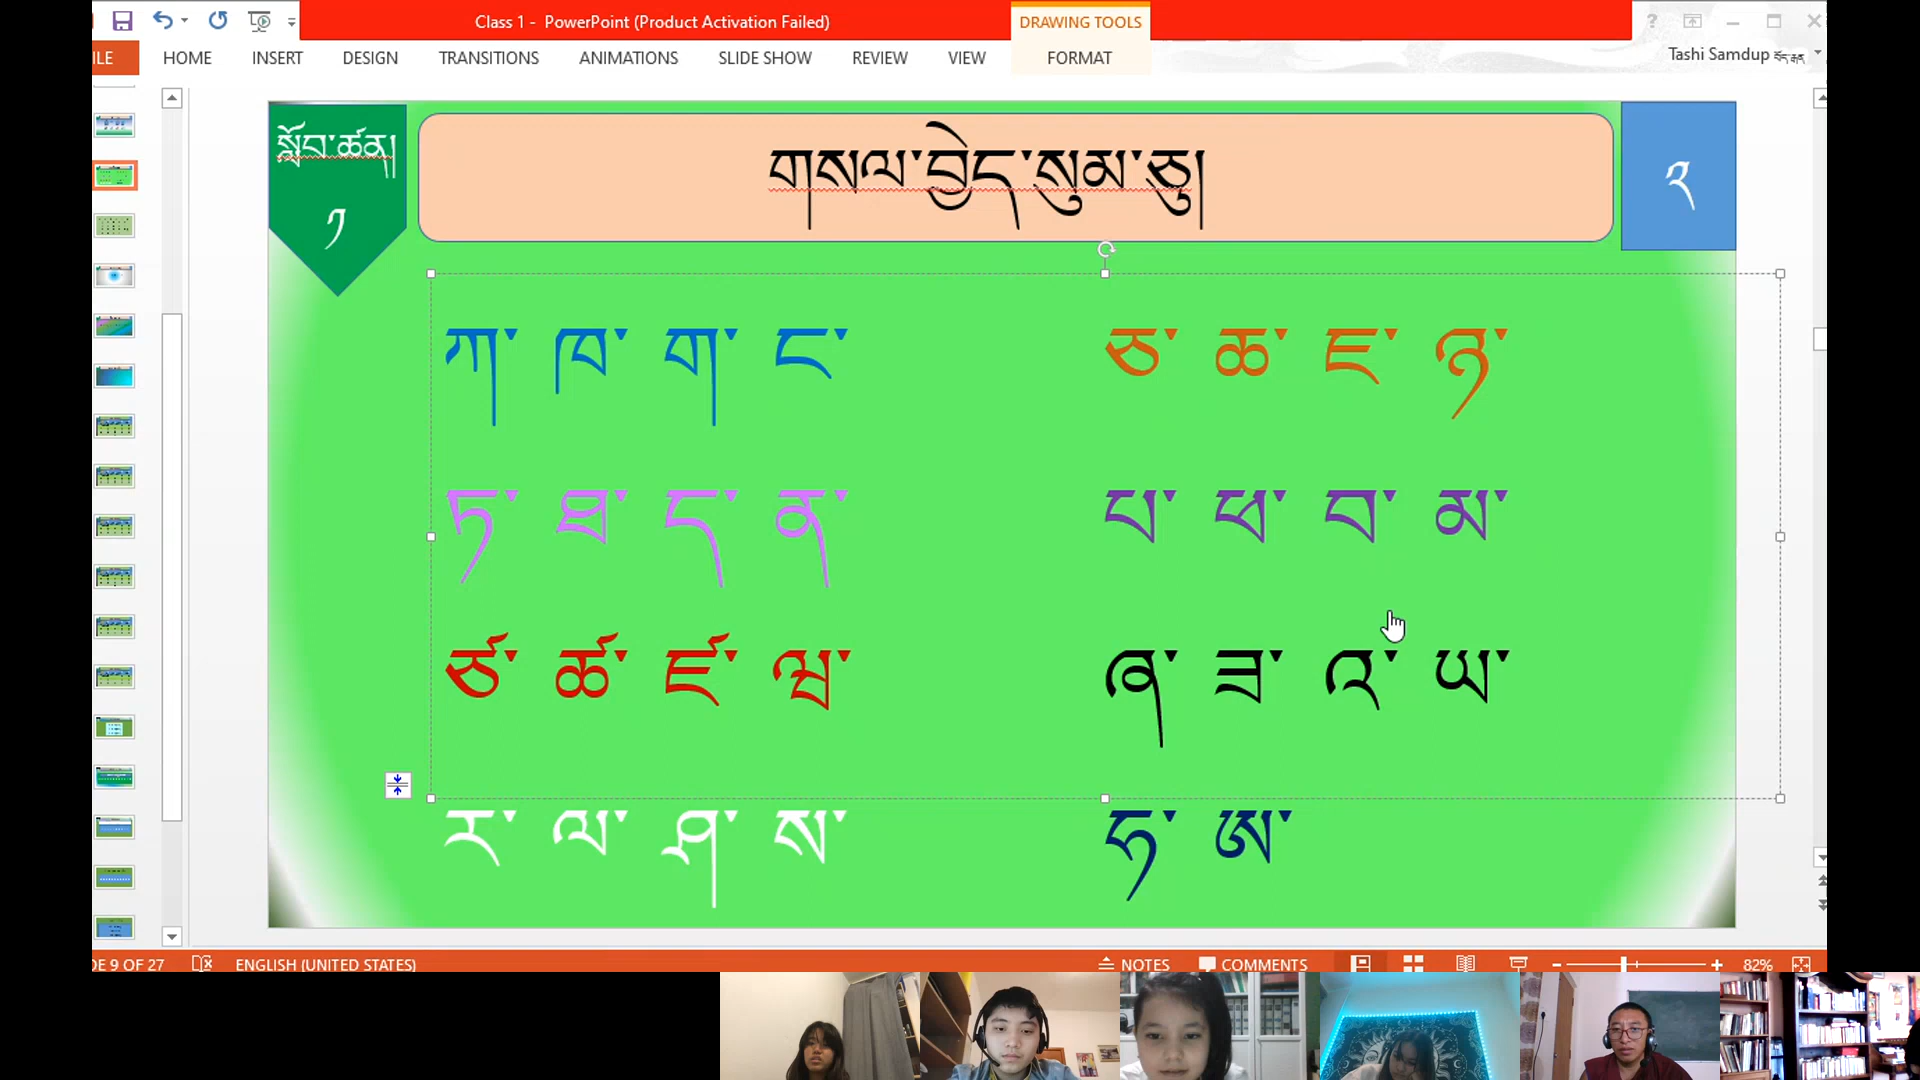 Class 1 - PowerPoint (Product Activation Failed)
DRAWING TOOLS
ILE HOME INSERT DESIGN TRANSITIONS ANIMATIONS SLIDE SHOW REVIEW VIEW FORMAT
Tashi Samdup
སློབ་ཚན།
༡
གསལ་བྱེད་སུམ་ཅུ།
༢
ཀ་ ཁ་ ག་ ང་ ཅ་ ཆ་ ཇ་ ཉ་
ཏ་ ཐ་ ད་ ན་ པ་ ཕ་ བ་ མ་
ཙ་ ཚ་ ཛ་ ཝ་ ཞ་ ཟ་ འ་ ཡ་
ར་ ལ་ ཤ་ ས་ ཧ་ ཨ་
DE 9 OF 27 ENGLISH (UNITED STATES) NOTES COMMENTS 82%